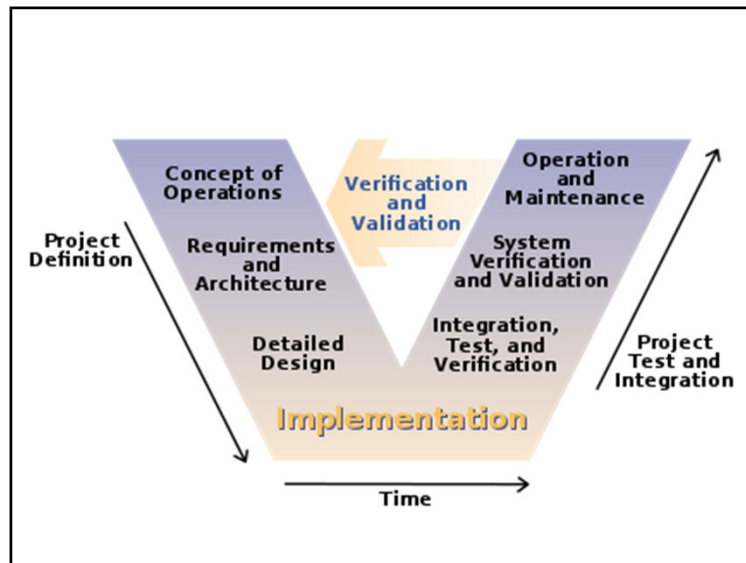 Concept of
Operations
Verification
and
Validation
Operation
and
Maintenance
Project
Definition
Requirements
and
Architecture
System
Verification
and Validation
Detailed
Design
Integration,
Test, and
Verification
Project
Test and
Integration
Implementation
Time